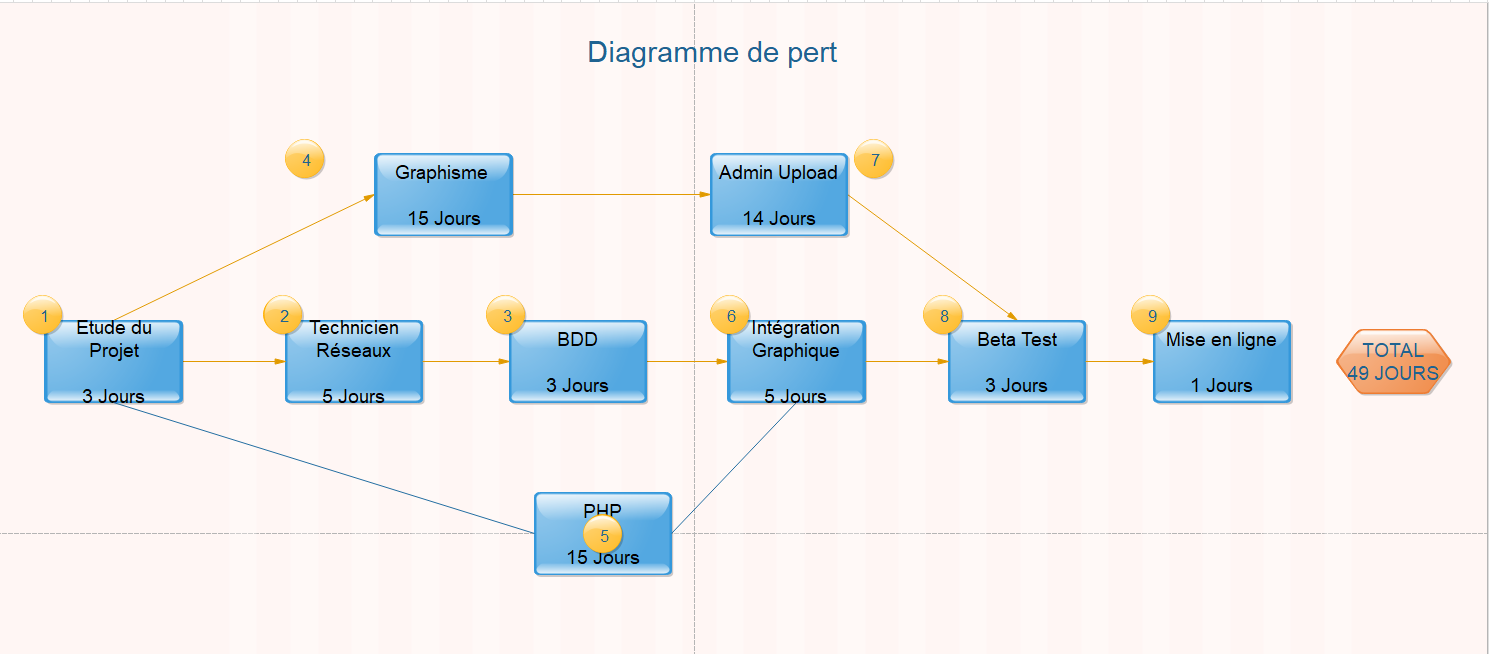 Diagramme de pert
4
Graphisme
15 Jours
Admin Upload
14 Jours
7
1
Etude du
Projet
3 Jours
2
Technicien
Réseaux
5 Jours
3
BDD
3 Jours
6
Intégration
Graphique
5 Jours
8
Beta Test
3 Jours
9
Mise en ligne
1 Jours
TOTAL
49 JOURS
PHP
5
15 Jours